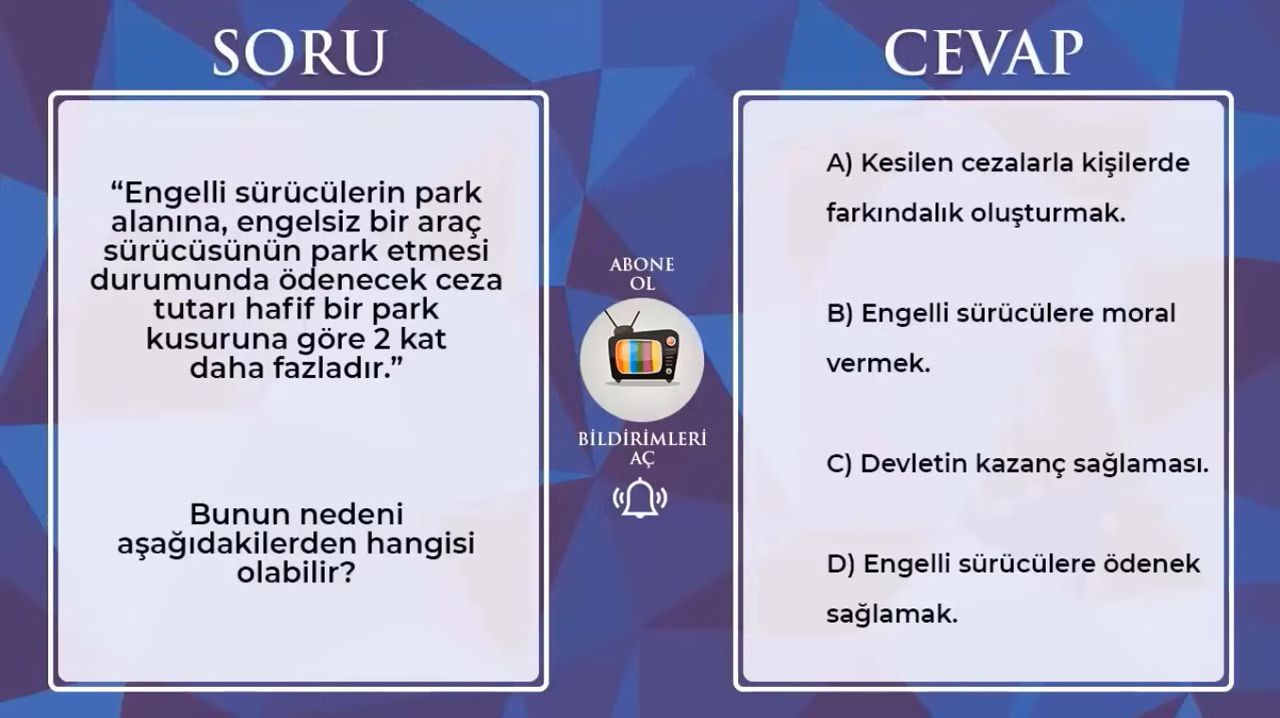 SORU
“Engelli sürücülerin park
alanına, engelsiz bir araç
sürücüsünün park etmesi
durumunda ödenecek ceza
tutarı hafif bir park
kusuruna göre 2 kat
daha fazladır.”
Bunun nedeni
aşağıdakilerden hangisi
olabilir?
ABONE
OL
BİLDİRİMLERİ
AÇ
CEVAP
A) Kesilen cezalarla kişilerde
farkındalık oluşturmak.
B) Engelli sürücülere moral
vermek.
C) Devletin kazanç sağlaması.
D) Engelli sürücülere ödenek
sağlamak.